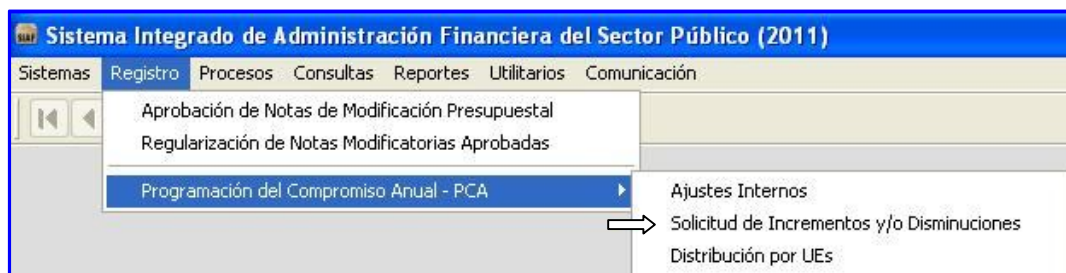 SIAF Sistema Integrado de Administración Financiera del Sector Público (2011)
Sistemas Registro Procesos Consultas Reportes Utilitarios Comunicación
Aprobación de Notas de Modificación Presupuestal
Regularización de Notas Modificatorias Aprobadas
Programación del Compromiso Anual - PCA
Ajustes Internos
Solicitud de Incrementos y/o Disminuciones
Distribución por UEs